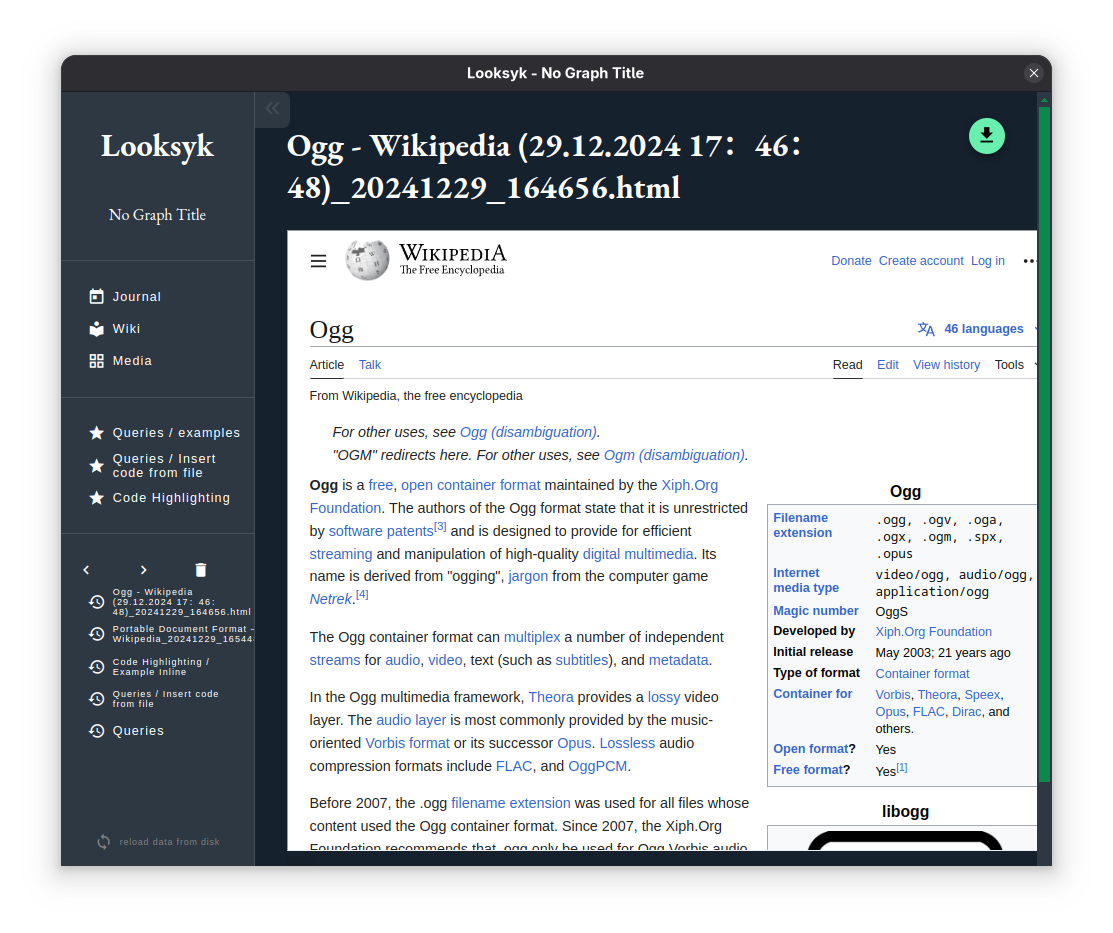 Looksyk - No Graph Title
Looksyk
No Graph Title
Journal
Wiki
Media
Queries / examples
Queries / Insert
code from file
Code Highlighting
Ogg - Wikipedia
(29.12.2024 17：46：
48)_20241229_164656.html
Portable Document Format –
Wikipedia_20241229_16544
Code Highlighting /
Example Inline
Queries / Insert code
from file
Queries
reload data from disk
Ogg - Wikipedia (29.12.2024 17：46：
48)_20241229_164656.html
WIKIPEDIA
The Free Encyclopedia
Donate Create account Log in
Ogg
46 languages
Article Talk
Read Edit View history Tools
From Wikipedia, the free encyclopedia
For other uses, see Ogg (disambiguation).
"OGM" redirects here. For other uses, see Ogm (disambiguation).
Ogg is a free, open container format maintained by the Xiph.Org
Foundation. The authors of the Ogg format state that it is unrestricted
by software patents[3] and is designed to provide for efficient
streaming and manipulation of high-quality digital multimedia. Its
name is derived from "ogging", jargon from the computer game
Netrek.[4]
The Ogg container format can multiplex a number of independent
streams for audio, video, text (such as subtitles), and metadata.
In the Ogg multimedia framework, Theora provides a lossy video
layer. The audio layer is most commonly provided by the music-
oriented Vorbis format or its successor Opus. Lossless audio
compression formats include FLAC, and OggPCM.
Before 2007, the .ogg filename extension was used for all files whose
content used the Ogg container format. Since 2007, the Xiph.Org
Foundation recommends that .ogg only be used for Ogg Vorbis audio
Ogg
Filename
extension
.ogg, .ogv, .oga,
.ogx, .ogm, .spx,
.opus
Internet
media type
video/ogg, audio/ogg,
application/ogg
Magic number OggS
Developed by Xiph.Org Foundation
Initial release May 2003; 21 years ago
Type of format Container format
Container for Vorbis, Theora, Speex,
Opus, FLAC, Dirac, and
others.
Open format? Yes
Free format? Yes[1]
libogg